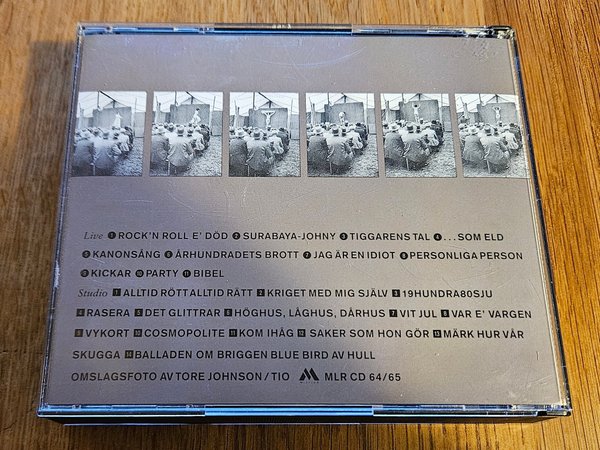 Live 1 ROCK'N ROLL E' DÖD 2 SURABAYA-JOHNY 3 TIGGARENS TAL 4 ...SOM ELD
5 KANONSÅNG 6 ÅRHUNDRADETS BROTT 7 JAG ÄR EN IDIOT 8 PERSONLIGA PERSON
9 KICKAR 10 PARTY 11 BIBEL
Studio 1 ALLTID RÖTT ALLTID RÄTT 2 KRIGET MED MIG SJÄLV 3 19HUNDRA80SJU
4 RASERA 5 DET GLITTRAR 6 HÖGHUS, LÅGHUS, DÅRHUS 7 VIT JUL 8 VAR E' VARGEN
9 VYKORT 10 COSMOPOLITE 11 KOM IHÅG 12 SAKER SOM HON GÖR 13 MÄRK HUR VÅR
SKUGGA 14 BALLADEN OM BRIGGEN BLUE BIRD AV HULL
OMSLAGSFOTO AV TORE JOHNSON/TIO MLR CD 64/65